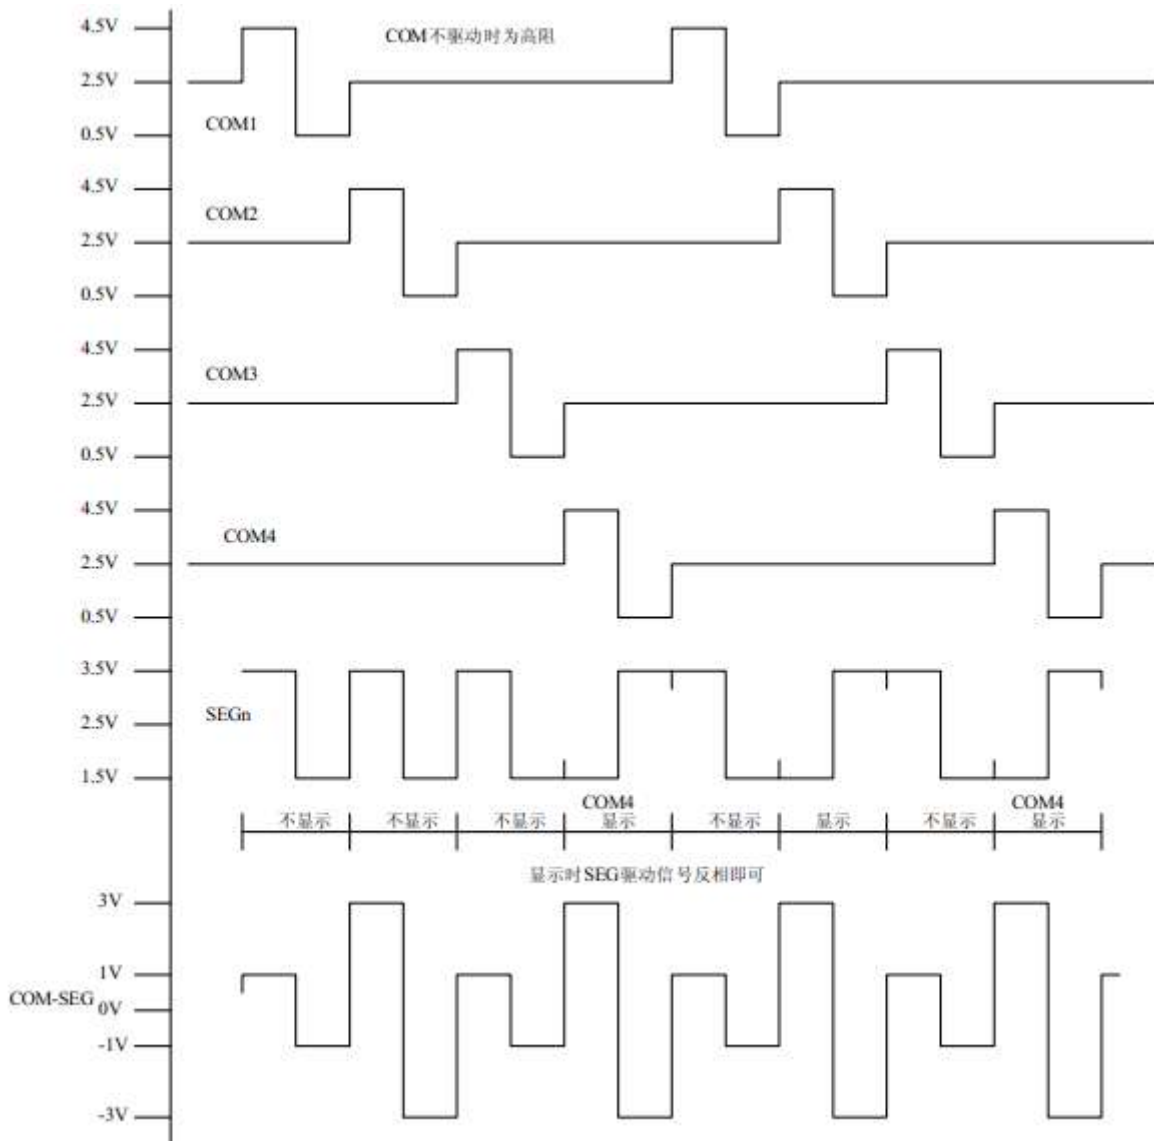 4.5V
COM不驱动时为高阻
2.5V
COM1
0.5V
4.5V
COM2
2.5V
0.5V
4.5V
COM3
2.5V
0.5V
4.5V
COM4
2.5V
0.5V
3.5V
SEGn
2.5V
1.5V
COM4 COM4
不显示 不显示 不显示 显示 不显示 显示 不显示 显示
显示时SEG驱动信号反相即可
3V
1V
COM-SEG 0V
-1V
-3V